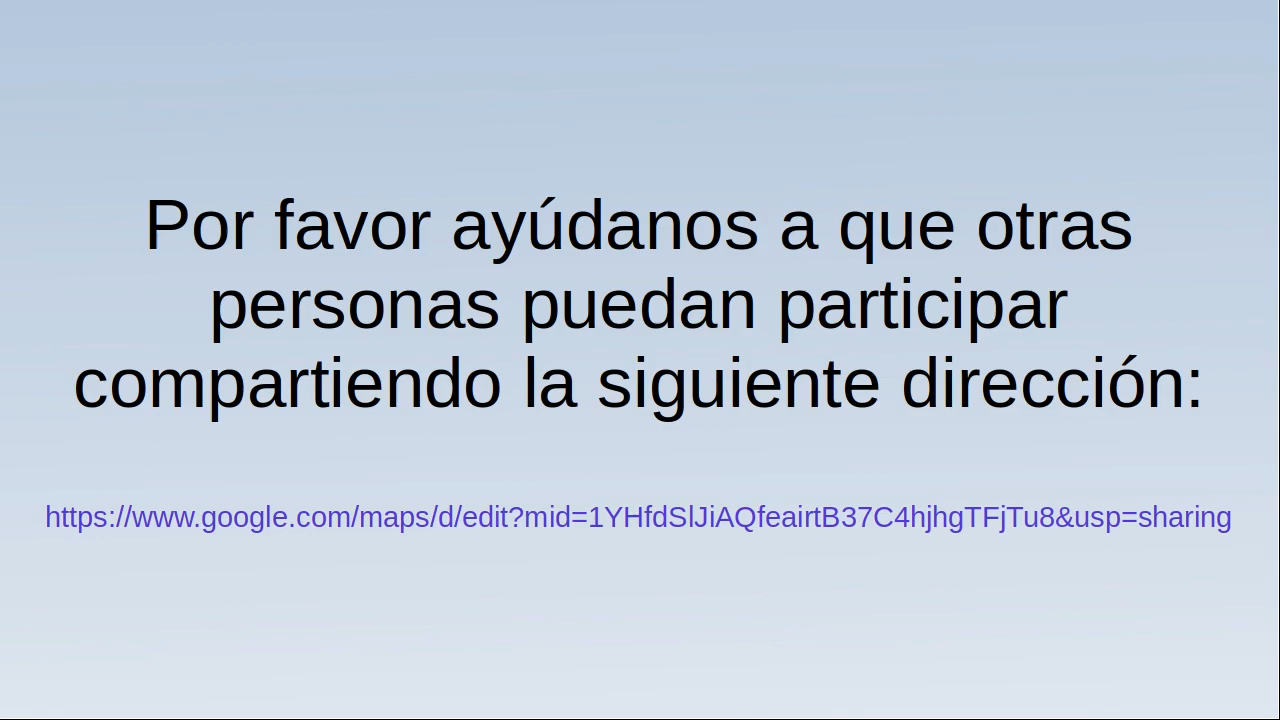 Por favor ayúdanos a que otras
personas puedan participar
compartiendo la siguiente dirección:
https://www.google.com/maps/d/edit?mid=1YHfdSlJiAQfeairtB37C4hjhgTFjTu8&usp=sharing